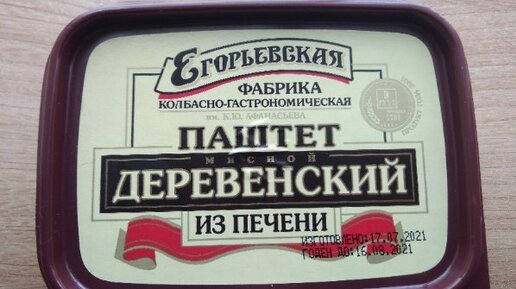 Егорьевская
ФАБРИКА
КОЛБАСНО-ГАСТРОНОМИЧЕСКАЯ
им. К.Ю. АФАНАСЬЕВА
ПАШТЕТ
МЯСНОЙ
ДЕРЕВЕНСКИЙ
ИЗ ПЕЧЕНИ
ИЗГОТОВЛЕНО:17.07.2021
ГОДЕН ДО:16.08.2021